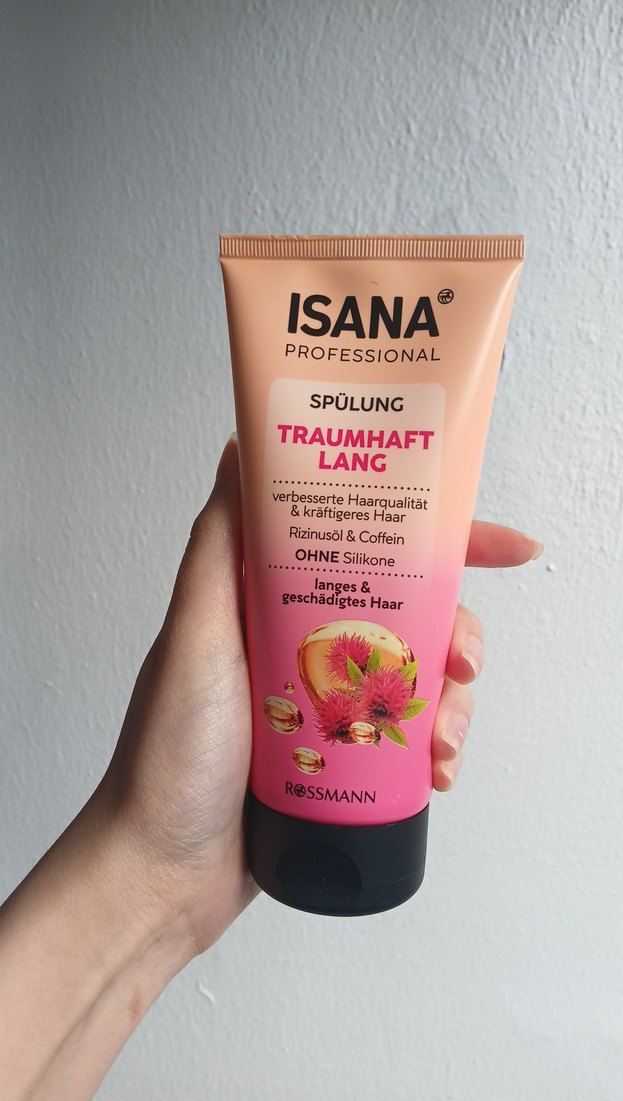 ISANA
PROFESSIONAL
SPÜLUNG
TRAUMHAFT
LANG
verbesserte Haarqualität
& kräftigeres Haar
Rizinusöl & Coffein
OHNE Silikone
langes &
geschädigtes Haar
ROSSMANN